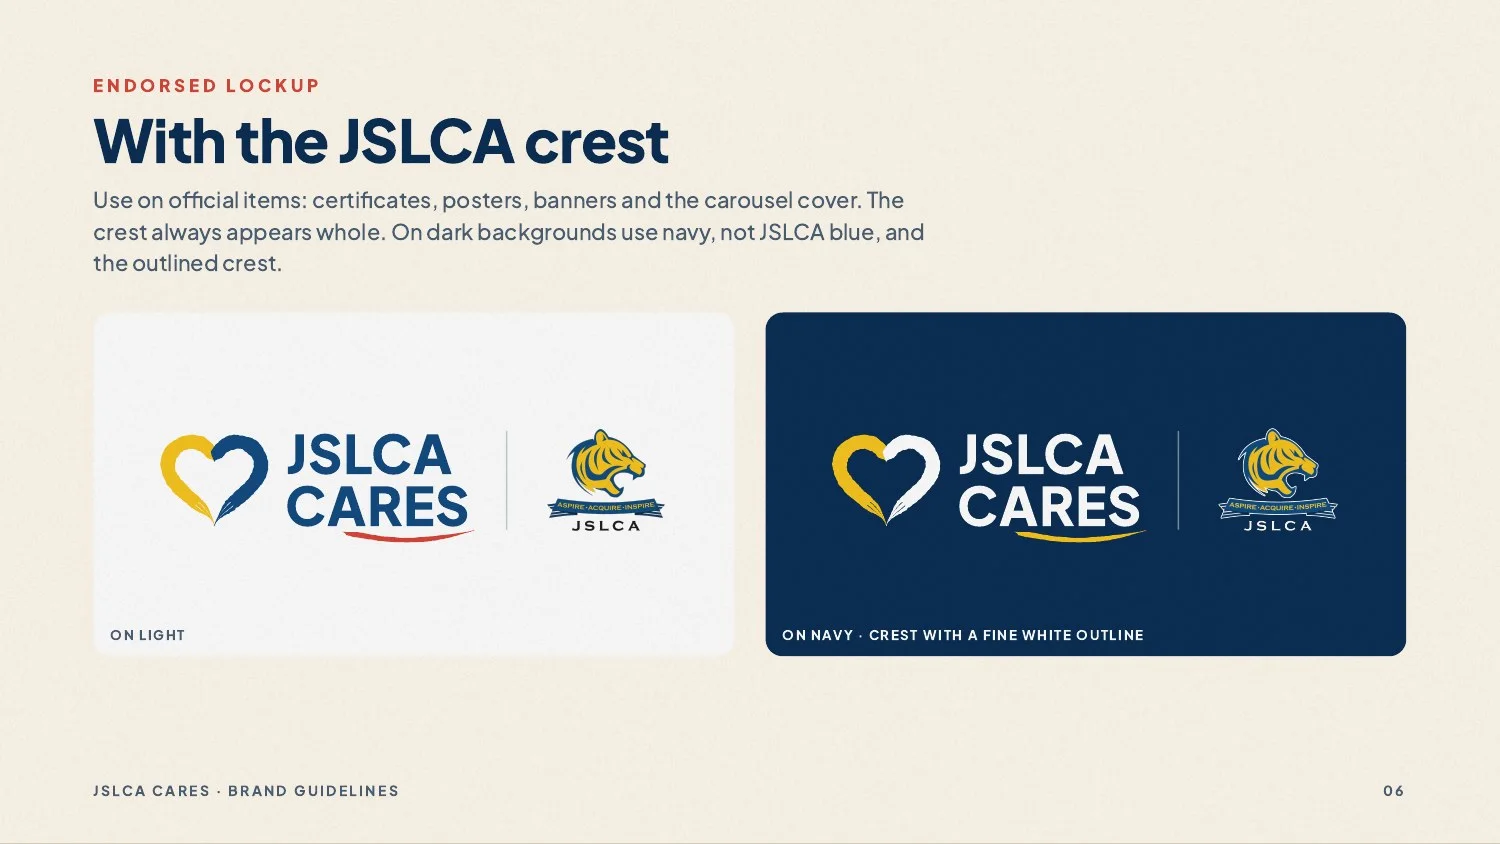 ENDORSED LOCKUP
With the JSLCA crest
Use on official items: certificates, posters, banners and the carousel cover. The
crest always appears whole. On dark backgrounds use navy, not JSLCA blue, and
the outlined crest.
JSLCA
CARES
ASPIRE · ACQUIRE · INSPIRE
JSLCA
ON LIGHT
JSLCA
CARES
ASPIRE · ACQUIRE · INSPIRE
JSLCA
ON NAVY · CREST WITH A FINE WHITE OUTLINE
JSLCA CARES · BRAND GUIDELINES
06